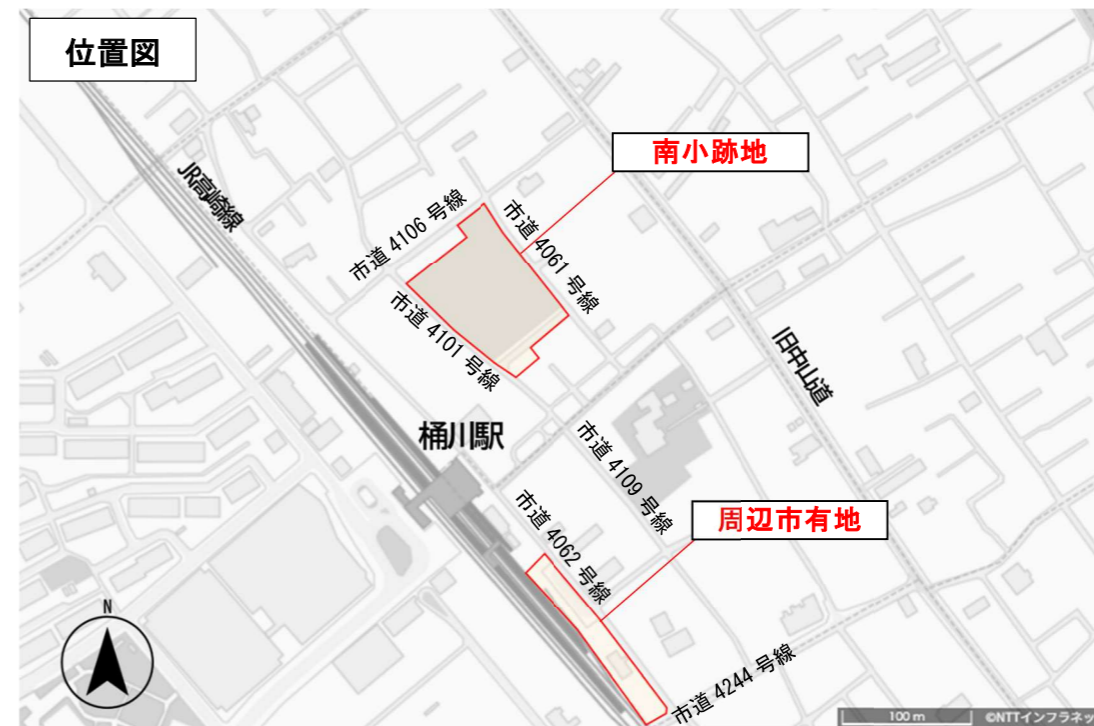 位置図
南小跡地
JR高崎線
市道 4106 号線
市道 4061 号線
市道 4101 号線
旧中山道
桶川駅
市道 4109 号線
市道 4062 号線
周辺市有地
市道 4244 号線
N
100 m
©NTTインフラネッ